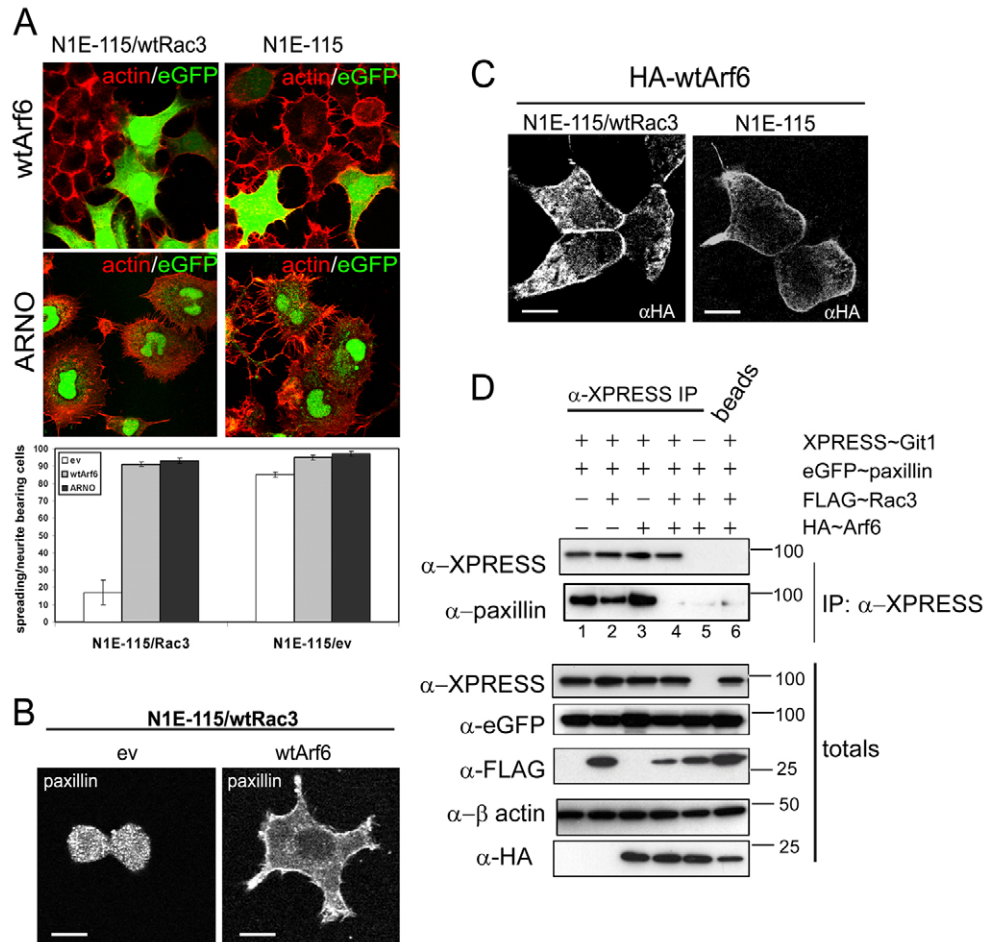 A
N1E-115/wtRac3
N1E-115
wtArf6
actin/eGFP
actin/eGFP
ARNO
actin/eGFP
actin/eGFP
spreading/neurite bearing cells
100
90
80
70
60
50
40
30
20
10
0
ev
wtArf6
ARNO
N1E-115/Rac3
N1E-115/ev
B
N1E-115/wtRac3
ev
wtArf6
paxillin
paxillin
C
HA-wtArf6
N1E-115/wtRac3
N1E-115
αHA
αHA
D
α-XPRESS IP
beads
+ + + + − + XPRESS~Git1
+ + + + + + eGFP~paxillin
− + − + + + FLAG~Rac3
− − + + + + HA~Arf6
α−XPRESS
100
α−paxillin
100
1 2 3 4 5 6
IP: α−XPRESS
α−XPRESS
100
α-eGFP
100
α-FLAG
25
α−β actin
50
α-HA
25
totals